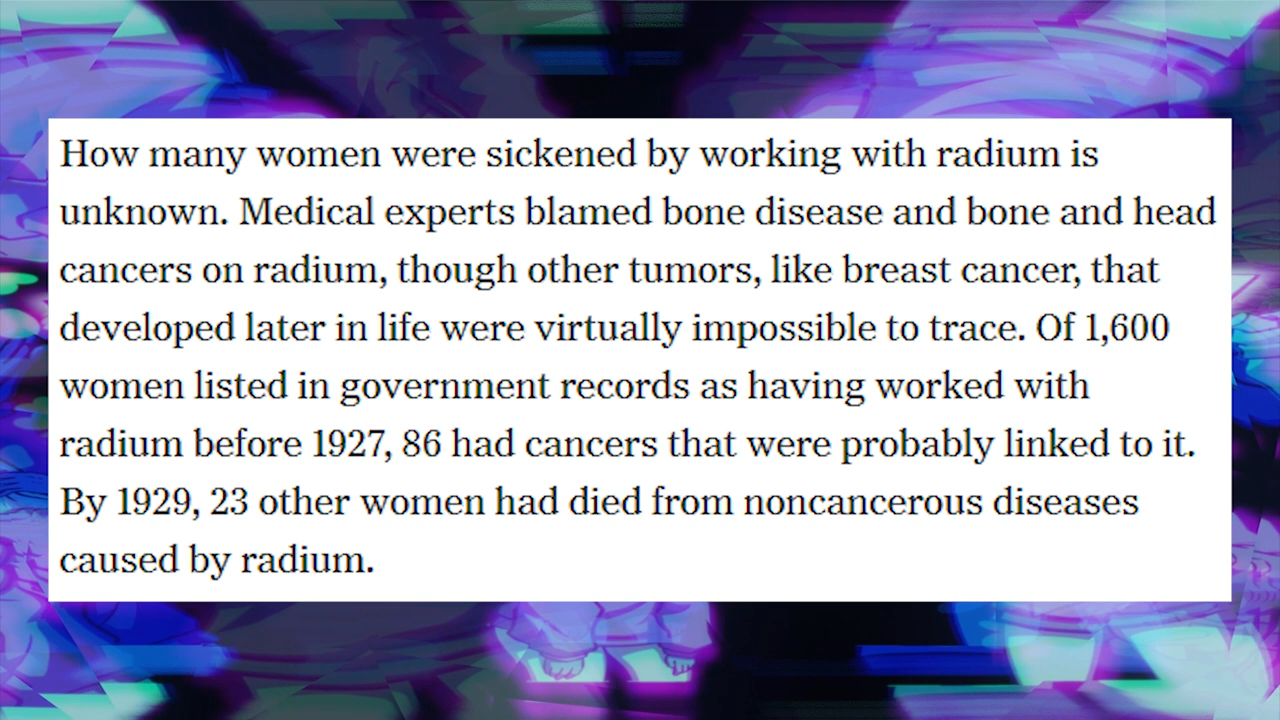 How many women were sickened by working with radium is
unknown. Medical experts blamed bone disease and bone and head
cancers on radium, though other tumors, like breast cancer, that
developed later in life were virtually impossible to trace. Of 1,600
women listed in government records as having worked with
radium before 1927, 86 had cancers that were probably linked to it.
By 1929, 23 other women had died from noncancerous diseases
caused by radium.